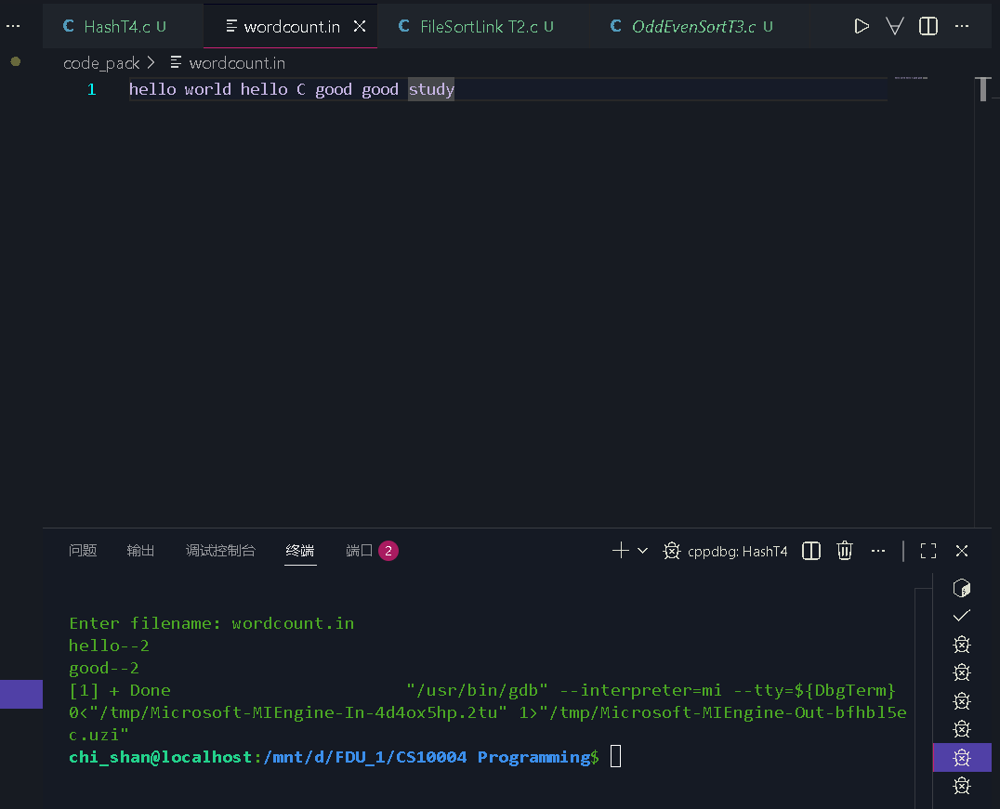 HashT4.c U wordcount.in FileSortLink T2.c U OddEvenSortT3.c U
code_pack > wordcount.in
1 hello world hello C good good study
问题 输出 调试控制台 终端 端口 2 cppdbg: HashT4
Enter filename: wordcount.in
hello--2
good--2
[1] + Done "/usr/bin/gdb" --interpreter=mi --tty=${DbgTerm}
0<"/tmp/Microsoft-MIEngine-In-4d4ox5hp.2tu" 1>"/tmp/Microsoft-MIEngine-Out-bfhbl5e
c.uzi"
chi_shan@localhost:/mnt/d/FDU_1/CS10004 Programming$